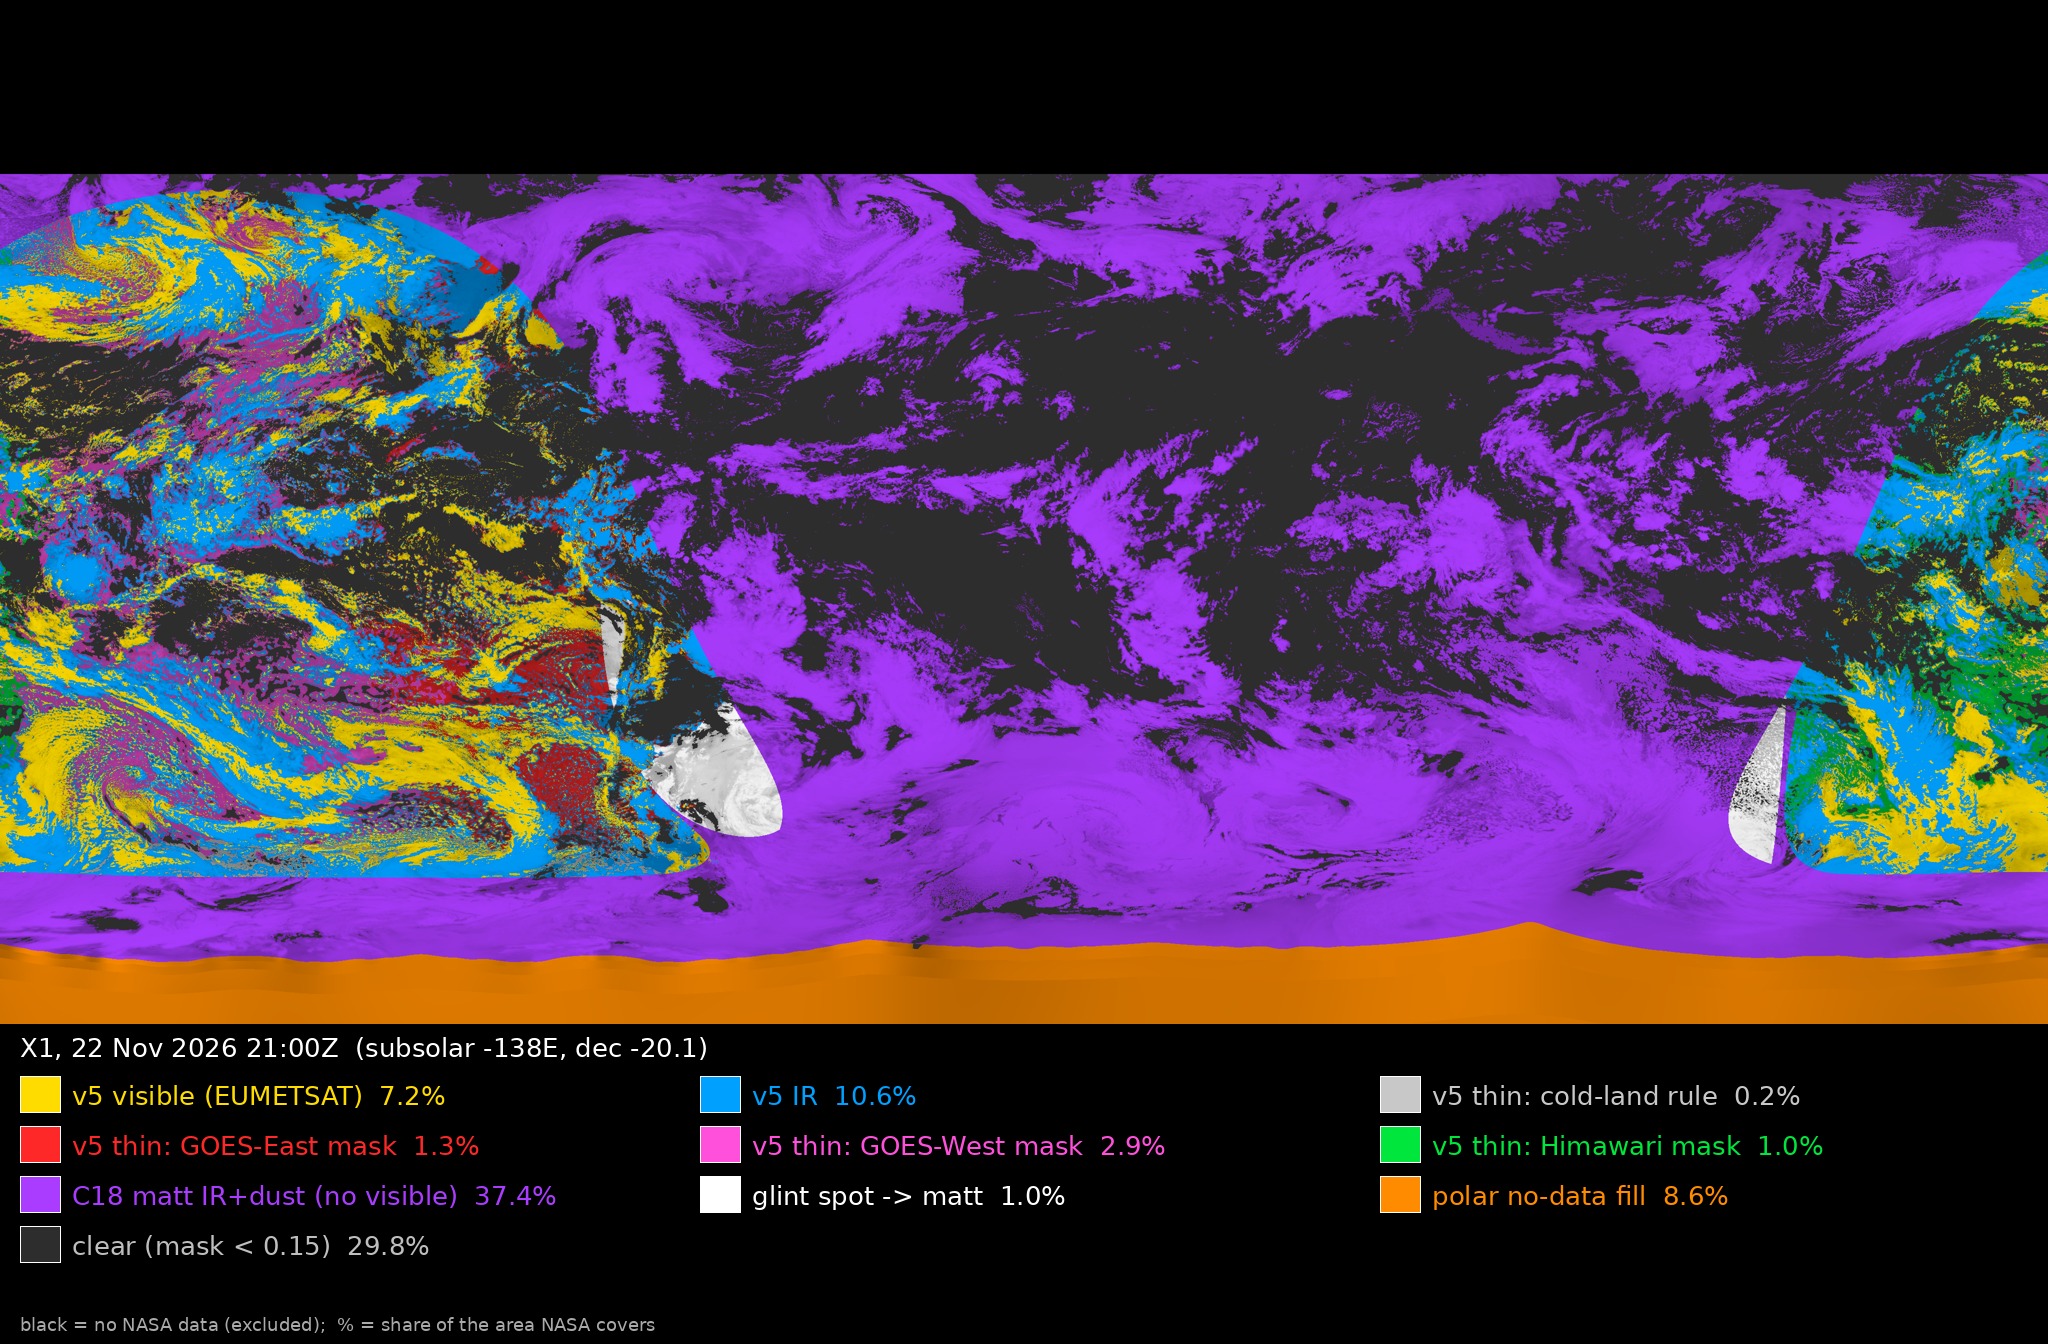 X1, 22 Nov 2026 21:00Z  (subsolar -138E, dec -20.1)
v5 visible (EUMETSAT)  7.2%
v5 IR  10.6%
v5 thin: cold-land rule  0.2%
v5 thin: GOES-East mask  1.3%
v5 thin: GOES-West mask  2.9%
v5 thin: Himawari mask  1.0%
C18 matt IR+dust (no visible)  37.4%
glint spot -> matt  1.0%
polar no-data fill  8.6%
clear (mask < 0.15)  29.8%
black = no NASA data (excluded);  % = share of the area NASA covers